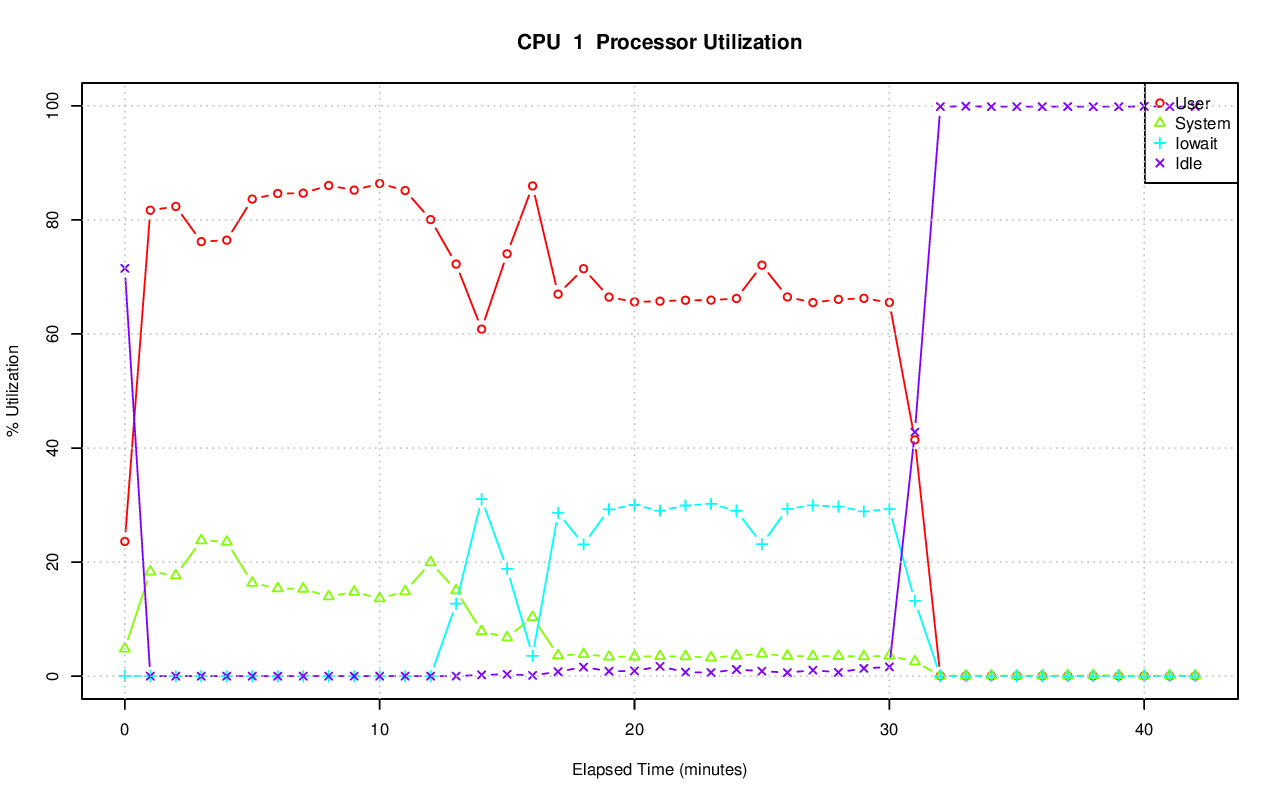 CPU 1 Processor Utilization
% Utilization
100
80
60
40
20
0
User
System
Iowait
Idle
0 10 20 30 40
Elapsed Time (minutes)